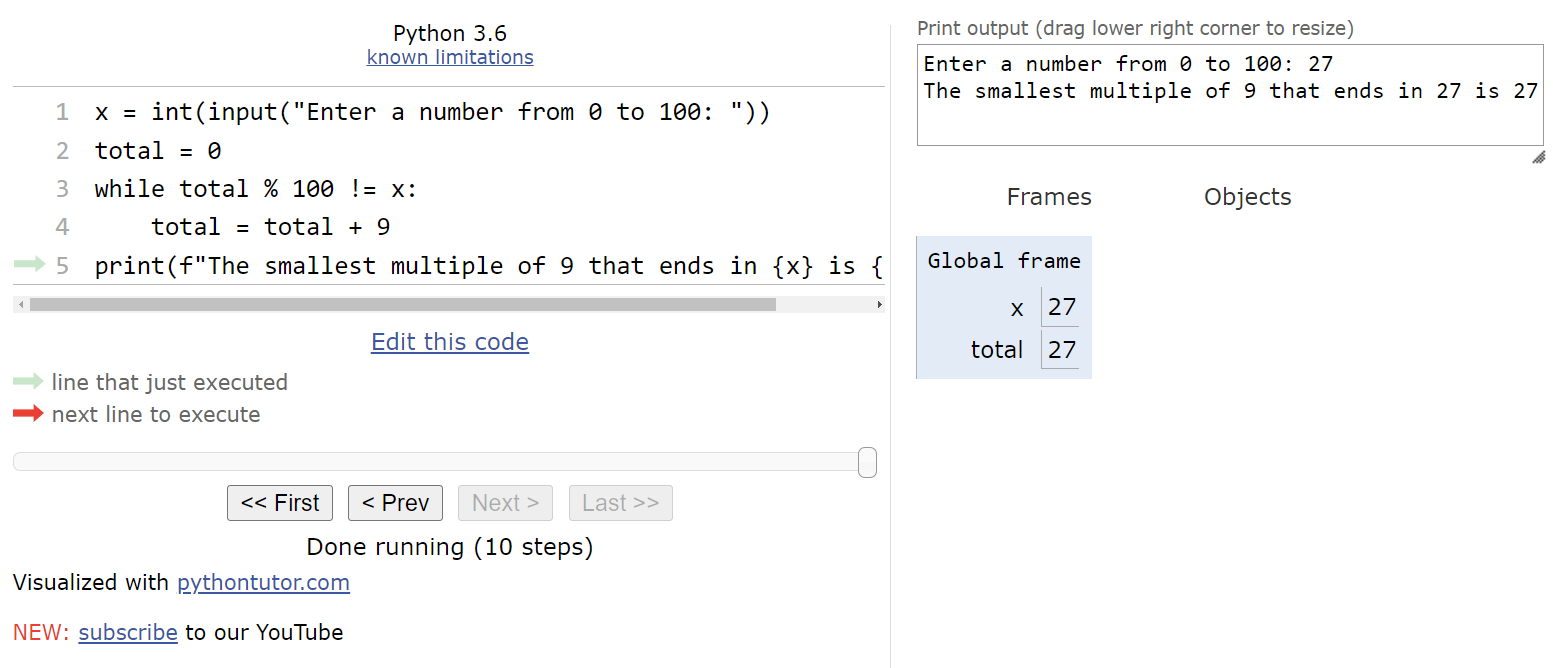 Python 3.6
known limitations
1 x = int(input("Enter a number from 0 to 100: "))
2 total = 0
3 while total % 100 != x:
4     total = total + 9
5 print(f"The smallest multiple of 9 that ends in {x} is {
Edit this code
line that just executed
next line to execute
<< First < Prev Next > Last >>
Done running (10 steps)
Visualized with pythontutor.com
NEW: subscribe to our YouTube
Print output (drag lower right corner to resize)
Enter a number from 0 to 100: 27
The smallest multiple of 9 that ends in 27 is 27
Frames Objects
Global frame
x 27
total 27